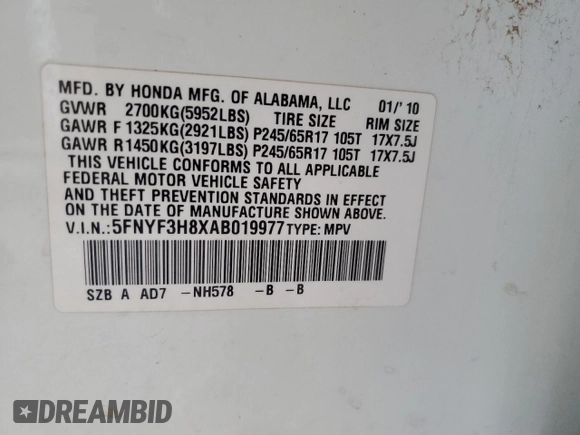 MFD. BY HONDA MFG. OF ALABAMA, LLC 01/'10
GVWR 2700KG(5952LBS) TIRE SIZE RIM SIZE
GAWR F 1325KG(2921LBS) P245/65R17 105T 17X7.5J
GAWR R1450KG(3197LBS) P245/65R17 105T 17X7.5J
THIS VEHICLE CONFORMS TO ALL APPLICABLE
FEDERAL MOTOR VEHICLE SAFETY
AND THEFT PREVENTION STANDARDS IN EFFECT
ON THE DATE OF MANUFACTURE SHOWN ABOVE.
V.I.N.:5FNYF3H8XAB019977 TYPE: MPV
SZB A AD7 -NH578 -B -B
DREAMBID